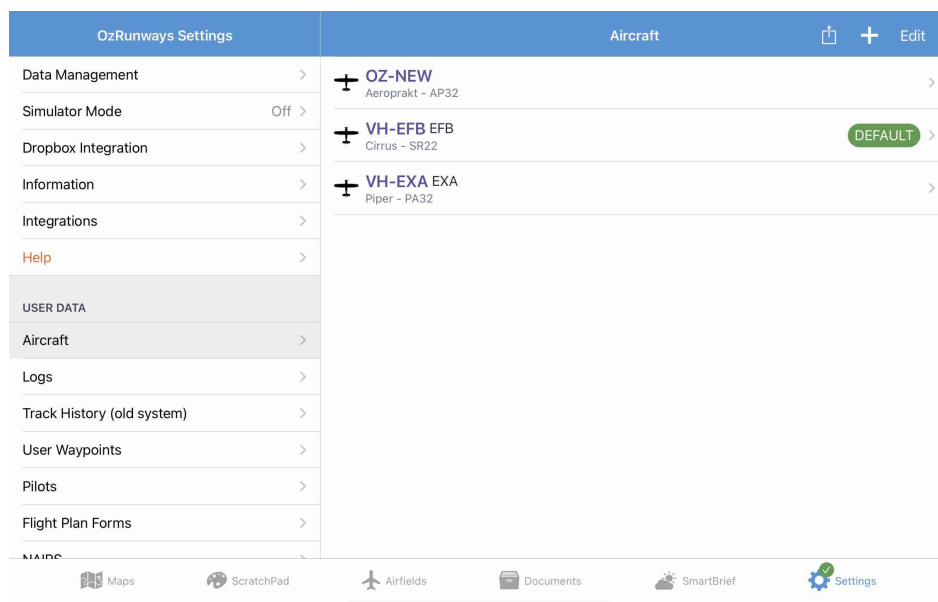 OzRunways Settings
Data Management
Simulator Mode Off
Dropbox Integration
Information
Integrations
Help
USER DATA
Aircraft
Logs
Track History (old system)
User Waypoints
Pilots
Flight Plan Forms
NAIPS
Aircraft
Edit
OZ-NEW
Aeroprakt - AP32
VH-EFB EFB
Cirrus - SR22
DEFAULT
VH-EXA EXA
Piper - PA32
Maps
ScratchPad
Airfields
Documents
SmartBrief
Settings